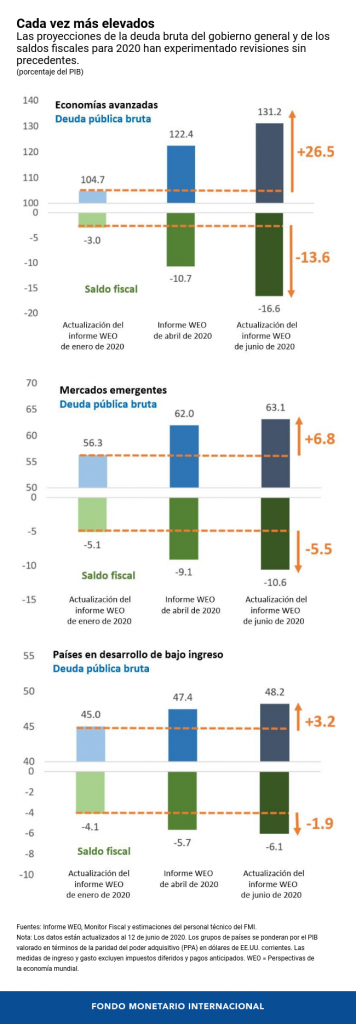 Cada vez más elevados
Las proyecciones de la deuda bruta del gobierno general y de los
saldos fiscales para 2020 han experimentado revisiones sin
precedentes.
(porcentaje del PIB)
Economías avanzadas
Deuda pública bruta
140
130
120
110
100
0
-5
-10
-15
-20
104.7
122.4
131.2
+26.5
-3.0
-10.7
-16.6
-13.6
Saldo fiscal
Actualización del
informe WEO
de enero de 2020
Informe WEO
de abril de 2020
Actualización del
informe WEO
de junio de 2020
Mercados emergentes
Deuda pública bruta
70
65
60
55
50
0
-5
-10
-15
56.3
62.0
63.1
+6.8
-5.1
-9.1
-10.6
-5.5
Saldo fiscal
Actualización del
informe WEO
de enero de 2020
Informe WEO
de abril de 2020
Actualización del
informe WEO
de junio de 2020
Países en desarrollo de bajo ingreso
Deuda pública bruta
55
50
45
40
0
-2
-4
-6
-8
-10
45.0
47.4
48.2
+3.2
-4.1
-5.7
-6.1
-1.9
Saldo fiscal
Actualización del
informe WEO
de enero de 2020
Informe WEO
de abril de 2020
Actualización del
informe WEO
de junio de 2020
Fuentes: Informe WEO, Monitor Fiscal y estimaciones del personal técnico del FMI.
Nota: Los datos están actualizados al 12 de junio de 2020. Los grupos de países se ponderan por el PIB
valorado en términos de la paridad del poder adquisitivo (PPA) en dólares de EE.UU. corrientes. Las
medidas de ingreso y gasto excluyen impuestos diferidos y pagos anticipados. WEO = Perspectivas de
la economía mundial.
FONDO MONETARIO INTERNACIONAL